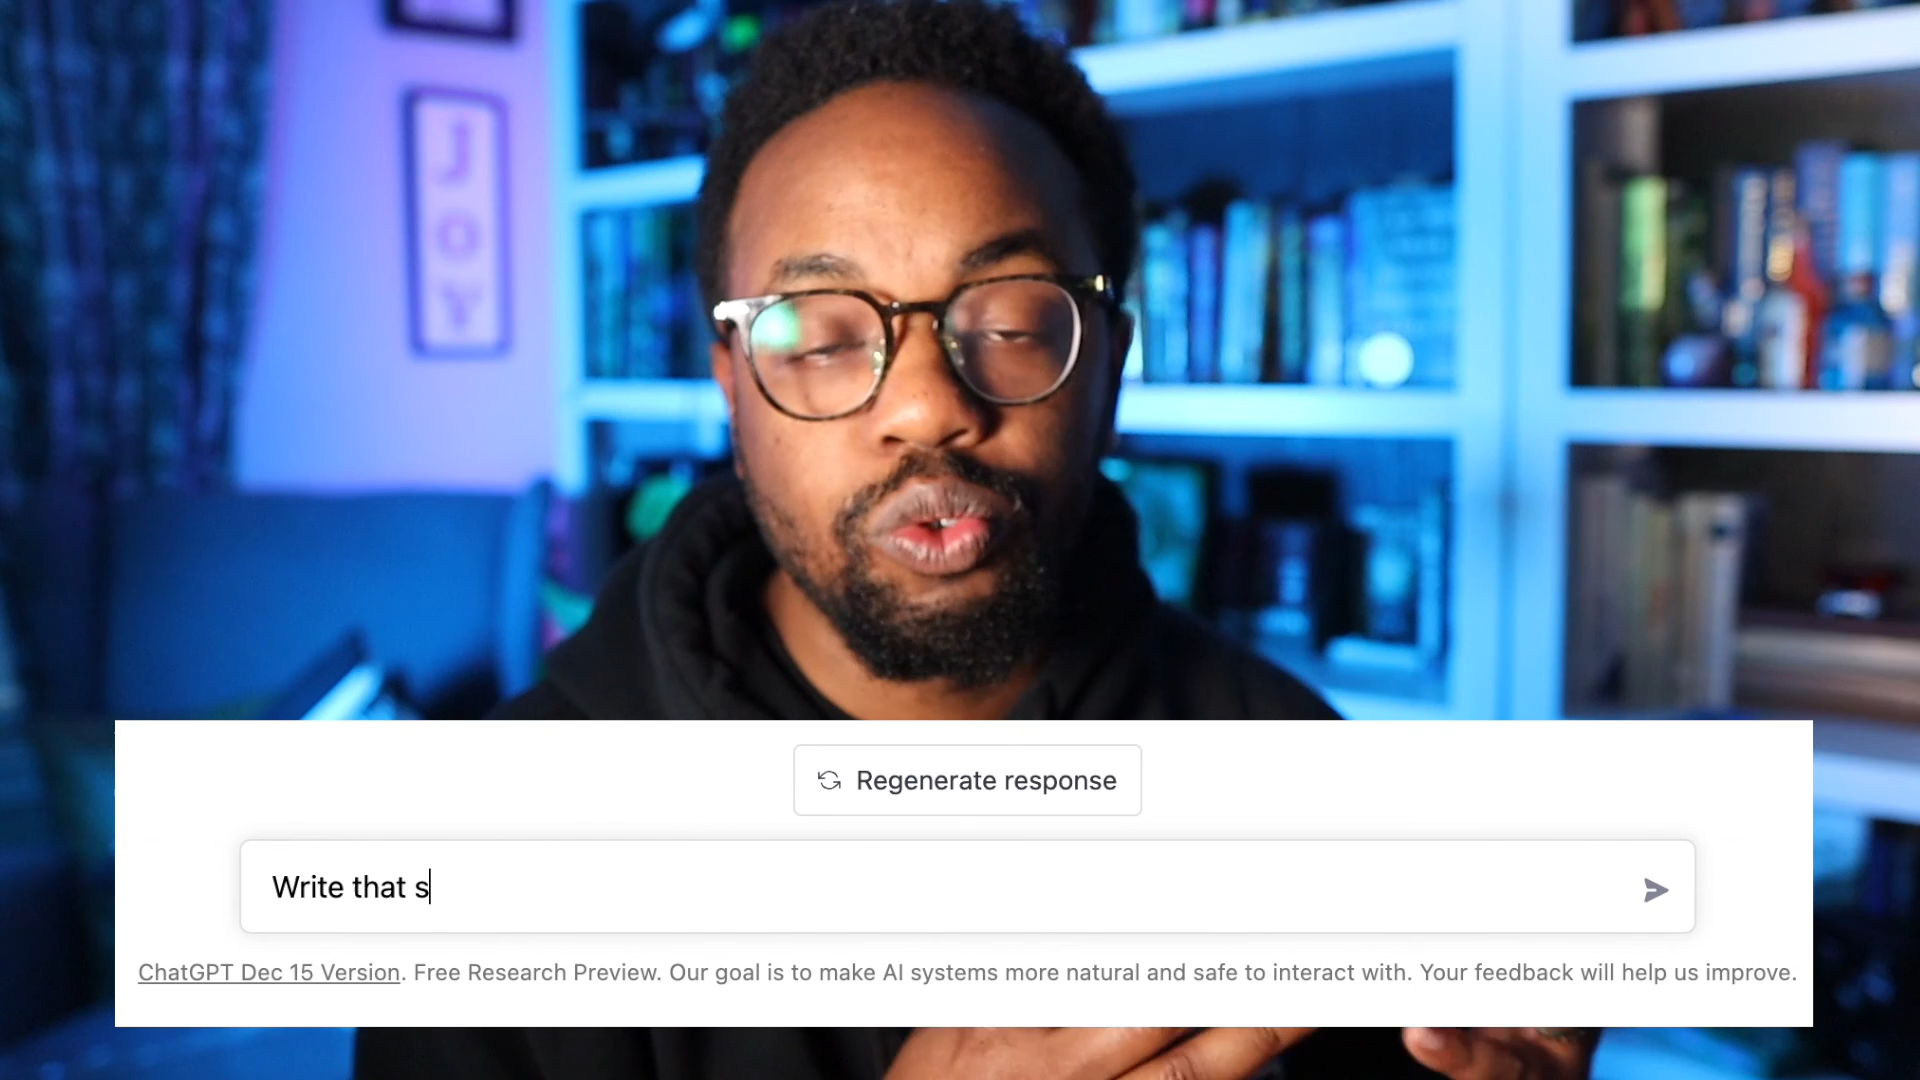 J
O
Y
Regenerate response
Write that s
ChatGPT Dec 15 Version. Free Research Preview. Our goal is to make AI systems more natural and safe to interact with. Your feedback will help us improve.